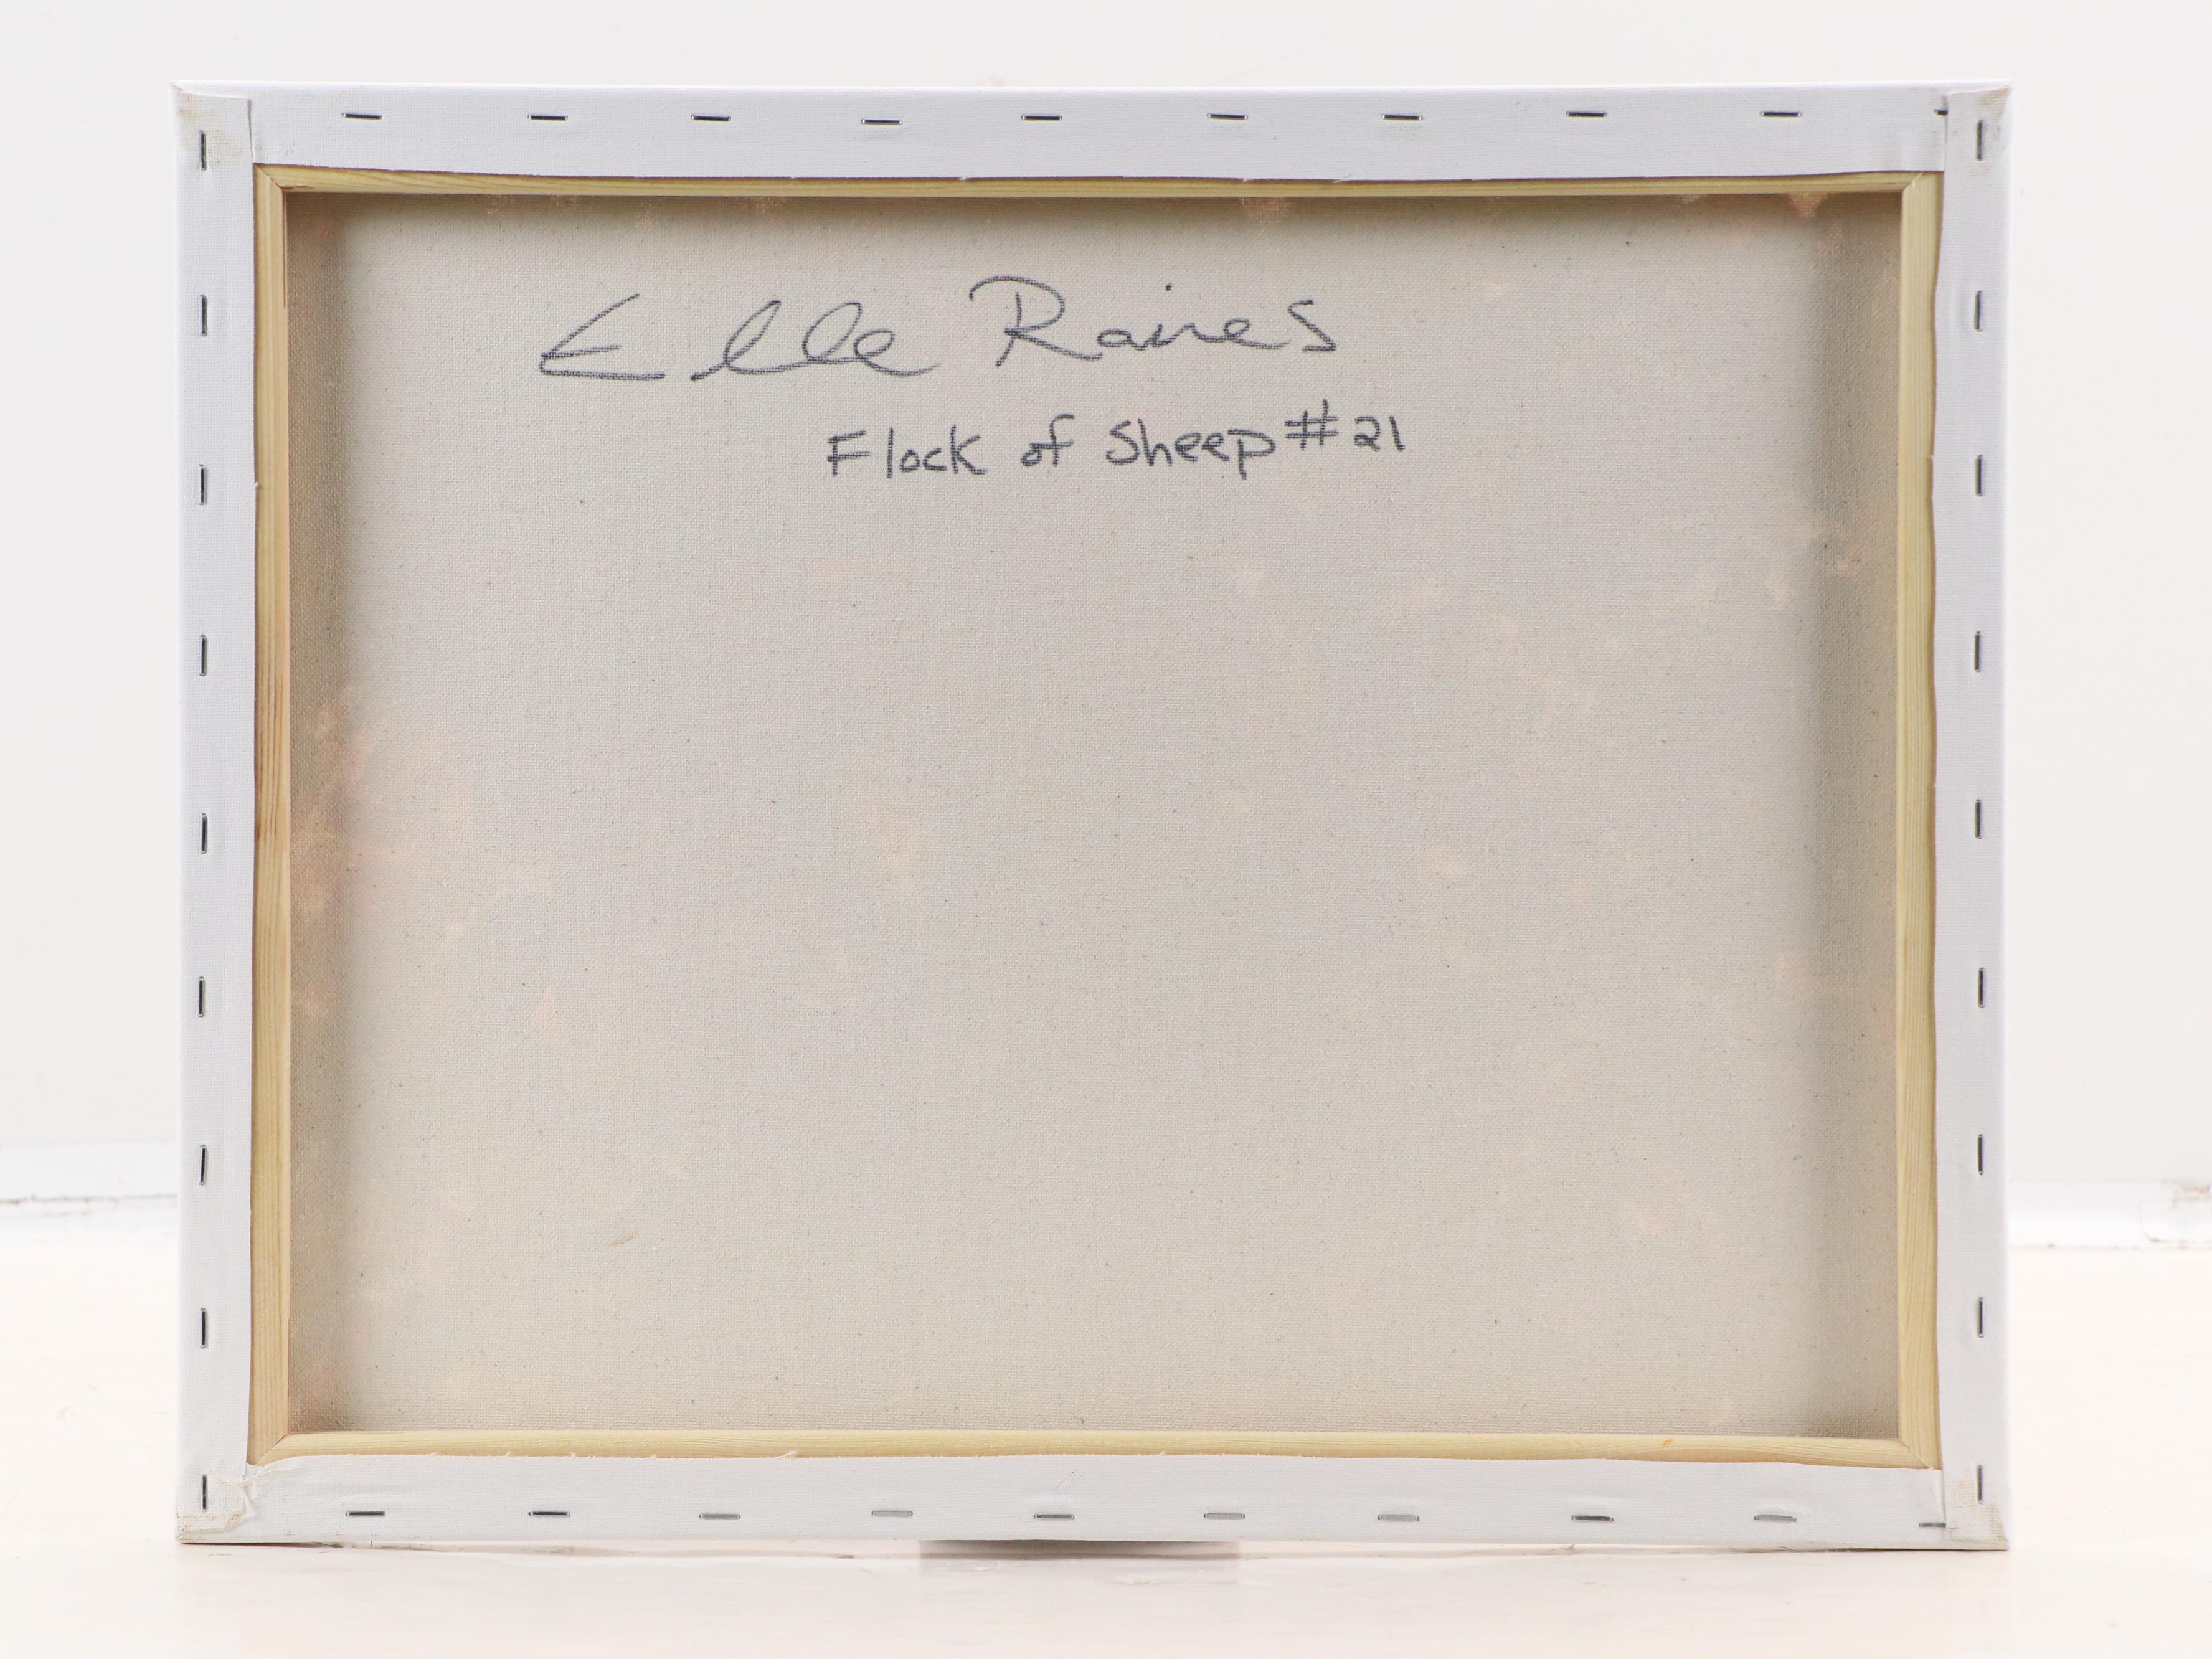 Elle Raines
Flock of Sheep #21